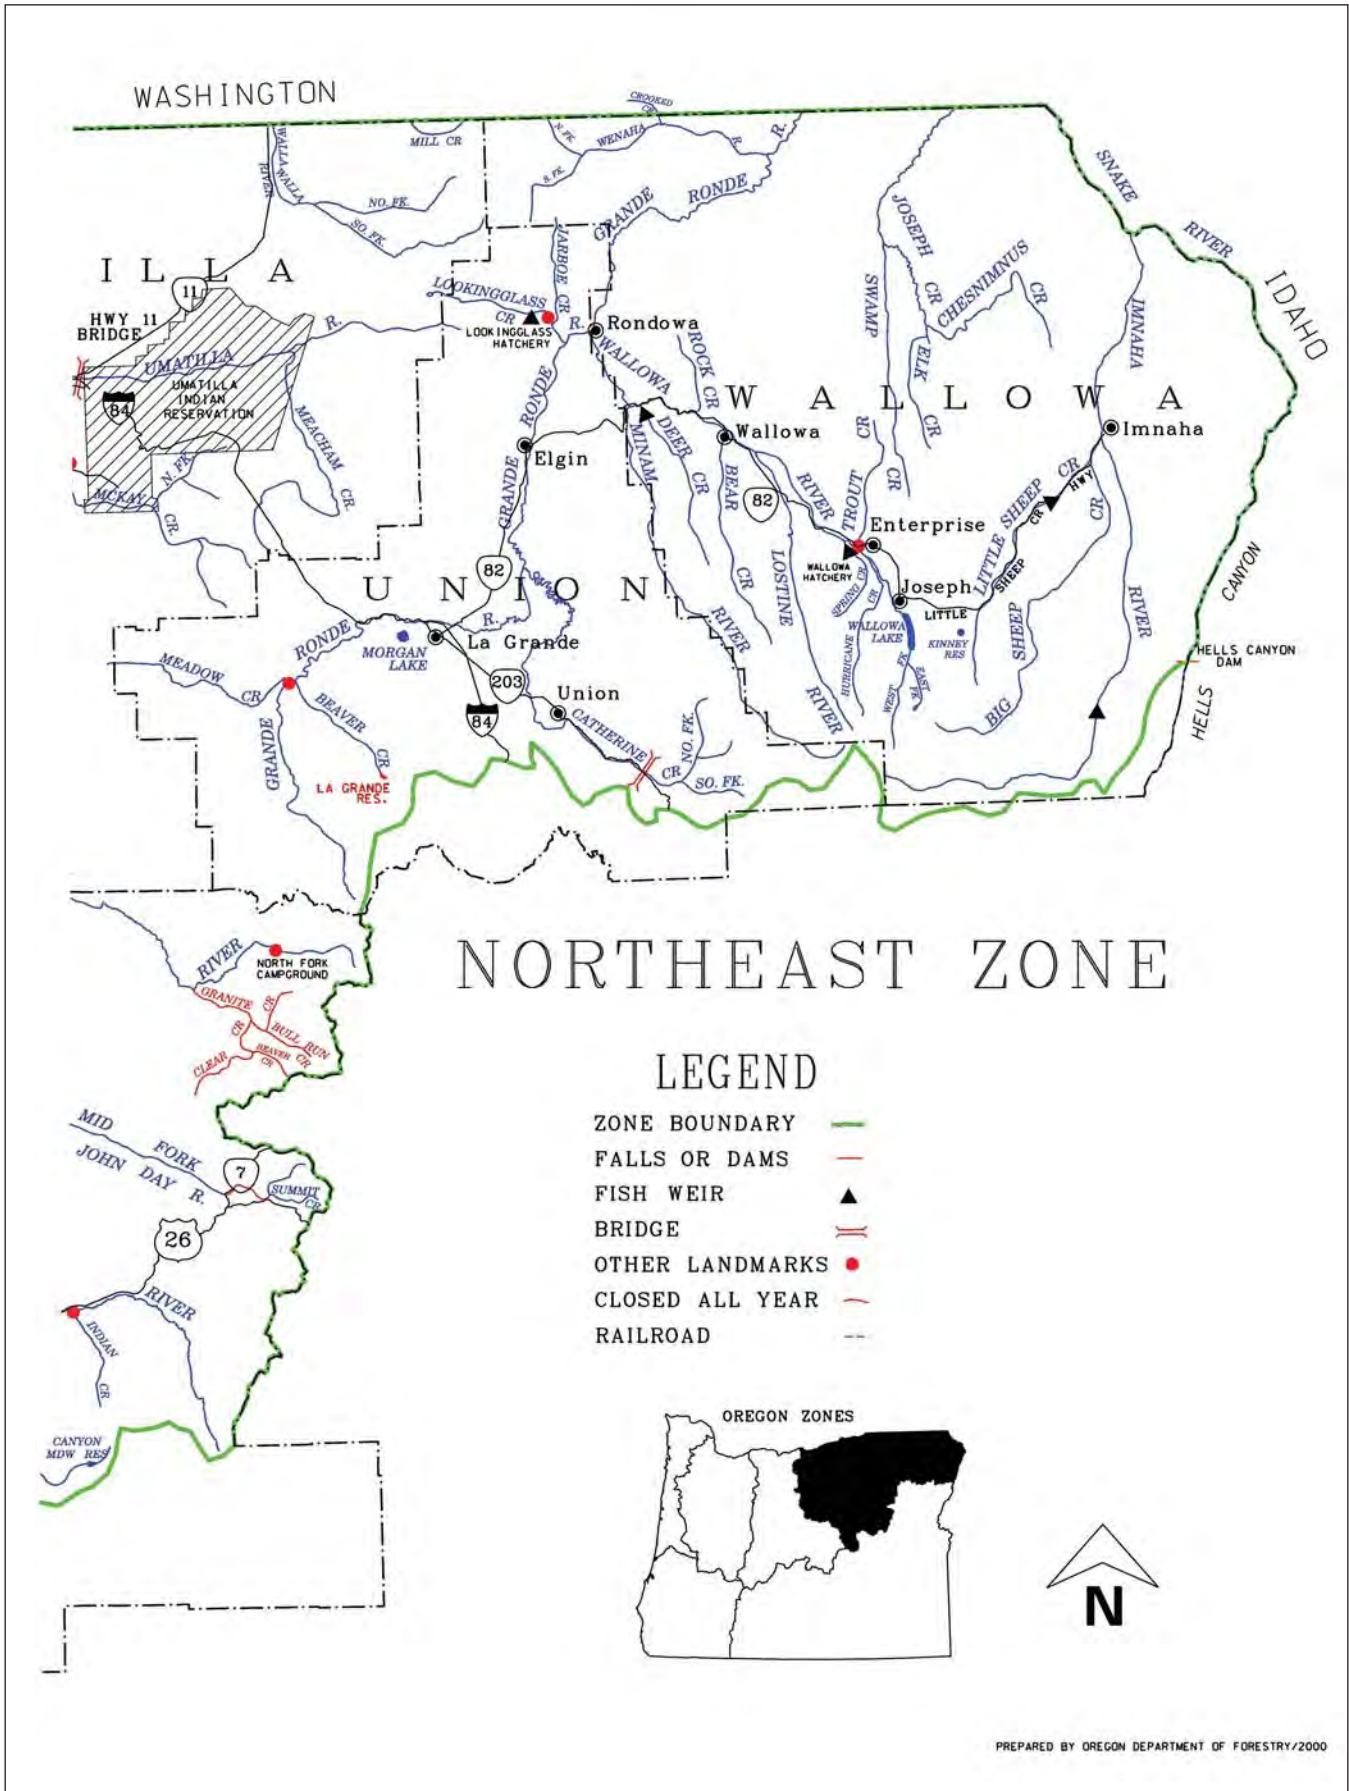 WASHINGTON
CROOKED
CR
N. FK.
WENAHA
R.
S. FK.
MILL CR
WALLA WALLA
RIVER
NO. FK.
SO. FK.
GRANDE RONDE R.
SNAKE
RIVER
IDAHO
JOSEPH
CR
CHESNIMNUS
CR
SWAMP
CR
ELK
CR
IMNAHA
RIVER
ILLA
11
HWY 11
BRIDGE
UMATILLA
R.
UMATILLA
INDIAN
RESERVATION
84
MEACHAM
CR.
N. FK.
MCKAY
CR.
JARBOE CR
LOOKINGGLASS
CR
LOOKINGGLASS
HATCHERY
R.
Rondowa
WALLOWA
RIVER
ROCK CR
WALLOWA
Wallowa
Imnaha
GRANDE RONDE
Elgin
MINAM
RIVER
DEER
CR
BEAR
CR
82
LOSTINE
RIVER
TROUT
CR
Enterprise
WALLOWA
HATCHERY
SPRING CR
HURRICANE
CR
Joseph
LITTLE
SHEEP
CR
HWY
LITTLE SHEEP
CR
BIG SHEEP
CR
WALLOWA
LAKE
KINNEY
RES
WEST
FK
EAST
FK
CANYON
HELLS
HELLS CANYON
DAM
UNION
82
R.
La Grande
MORGAN
LAKE
RONDE
GRANDE
MEADOW
CR
BEAVER
CR
LA GRANDE
RES.
203
84
Union
CATHERINE
CR
NO. FK.
SO. FK.
RIVER
NORTH FORK
CAMPGROUND
NORTHEAST ZONE
GRANITE
CR
CR
BULL RUN
CR
CLEAR
BEAVER
CR
MID
FORK
JOHN DAY R.
7
SUMMIT
CR
26
RIVER
INDIAN
CR
CANYON
MDW RES
LEGEND
ZONE BOUNDARY
FALLS OR DAMS
FISH WEIR
BRIDGE
OTHER LANDMARKS
CLOSED ALL YEAR
RAILROAD
OREGON ZONES
N
PREPARED BY OREGON DEPARTMENT OF FORESTRY/2000